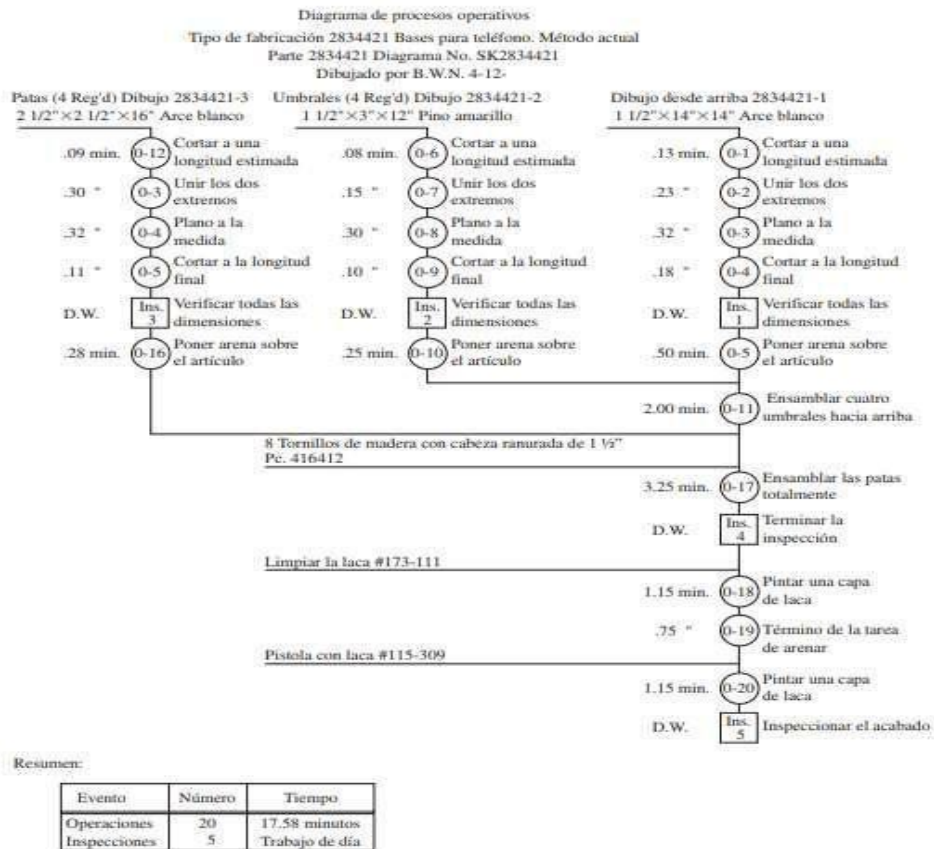 Diagrama de procesos operativos
Tipo de fabricación 2834421 Bases para teléfono. Método actual
Parte 2834421 Diagrama No. SK2834421
Dibujado por B.W.N. 4-12-
Patas (4 Reg'd) Dibujo 2834421-3
2 1/2"×2 1/2"×16" Arce blanco
.09 min. 0-12 Cortar a una
longitud estimada
.30 " 0-3 Unir los dos
extremos
.32 " 0-4 Plano a la
medida
.11 " 0-5 Cortar a la longitud
final
D.W. Ins. 3 Verificar todas las
dimensiones
.28 min. 0-16 Poner arena sobre
el artículo
Umbrales (4 Reg'd) Dibujo 2834421-2
1 1/2"×3"×12" Pino amarillo
.08 min. 0-6 Cortar a una
longitud estimada
.15 " 0-7 Unir los dos
extremos
.30 " 0-8 Plano a la
medida
.10 " 0-9 Cortar a la longitud
final
D.W. Ins. 2 Verificar todas las
dimensiones
.25 min. 0-10 Poner arena sobre
el artículo
Dibujo desde arriba 2834421-1
1 1/2"×14"×14" Arce blanco
.13 min. 0-1 Cortar a una
longitud estimada
.23 " 0-2 Unir los dos
extremos
.32 " 0-3 Plano a la
medida
.18 " 0-4 Cortar a la longitud
final
D.W. Ins. 1 Verificar todas las
dimensiones
.50 min. 0-5 Poner arena sobre
el artículo
2.00 min. 0-11 Ensamblar cuatro
umbrales hacia arriba
8 Tornillos de madera con cabeza ranurada de 1 ½"
Pc. 416412
3.25 min. 0-17 Ensamblar las patas
totalmente
D.W. Ins. 4 Terminar la
inspección
Limpiar la laca #173-111
1.15 min. 0-18 Pintar una capa
de laca
.75 " 0-19 Término de la tarea
de arenar
Pistola con laca #115-309
1.15 min. 0-20 Pintar una capa
de laca
D.W. Ins. 5 Inspeccionar el acabado
Resumen:
Evento Número Tiempo
Operaciones 20 17.58 minutos
Inspecciones 5 Trabajo de día